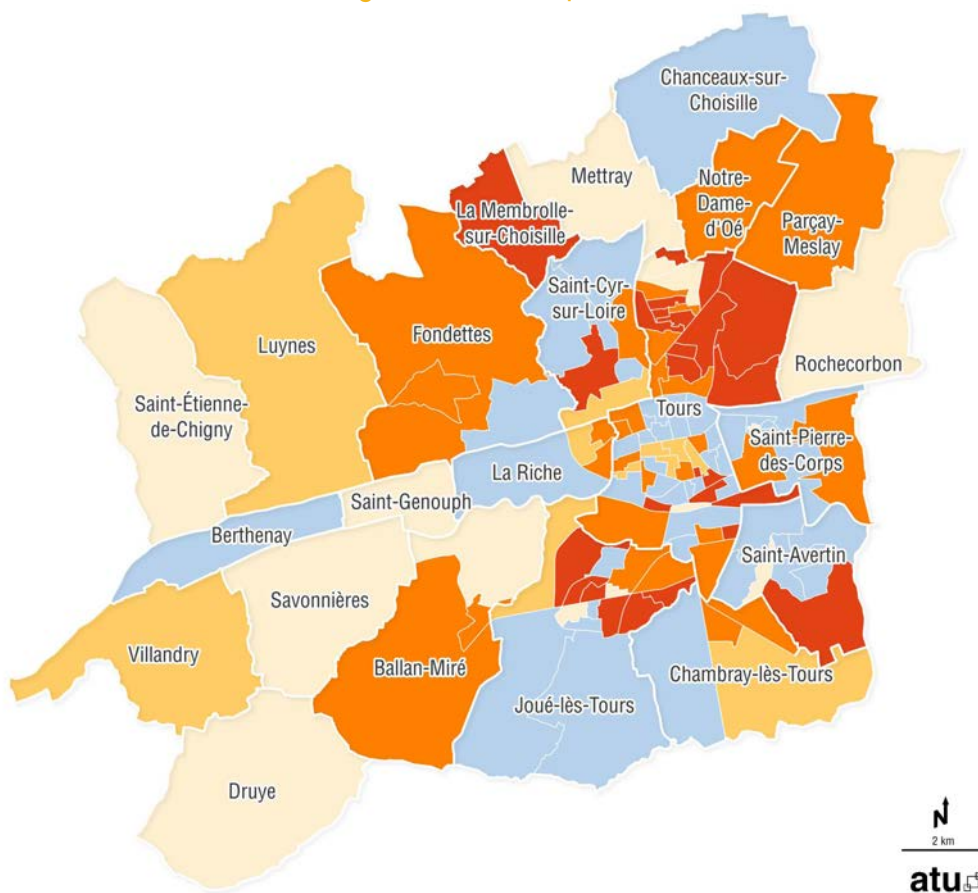 Chanceaux-sur-
Choisille
Mettray
Notre-
Dame-
d'Oé
La Membrolle-
sur-Choisille
Parçay-
Meslay
Saint-Cyr-
sur-Loire
Fondettes
Luynes
Rochecorbon
Saint-Étienne-
de-Chigny
Tours
Saint-Pierre-
des-Corps
La Riche
Saint-Genouph
Berthenay
Saint-Avertin
Savonnières
Villandry
Ballan-Miré
Chambray-lès-Tours
Joué-lès-Tours
Druye
N
2 km
atu